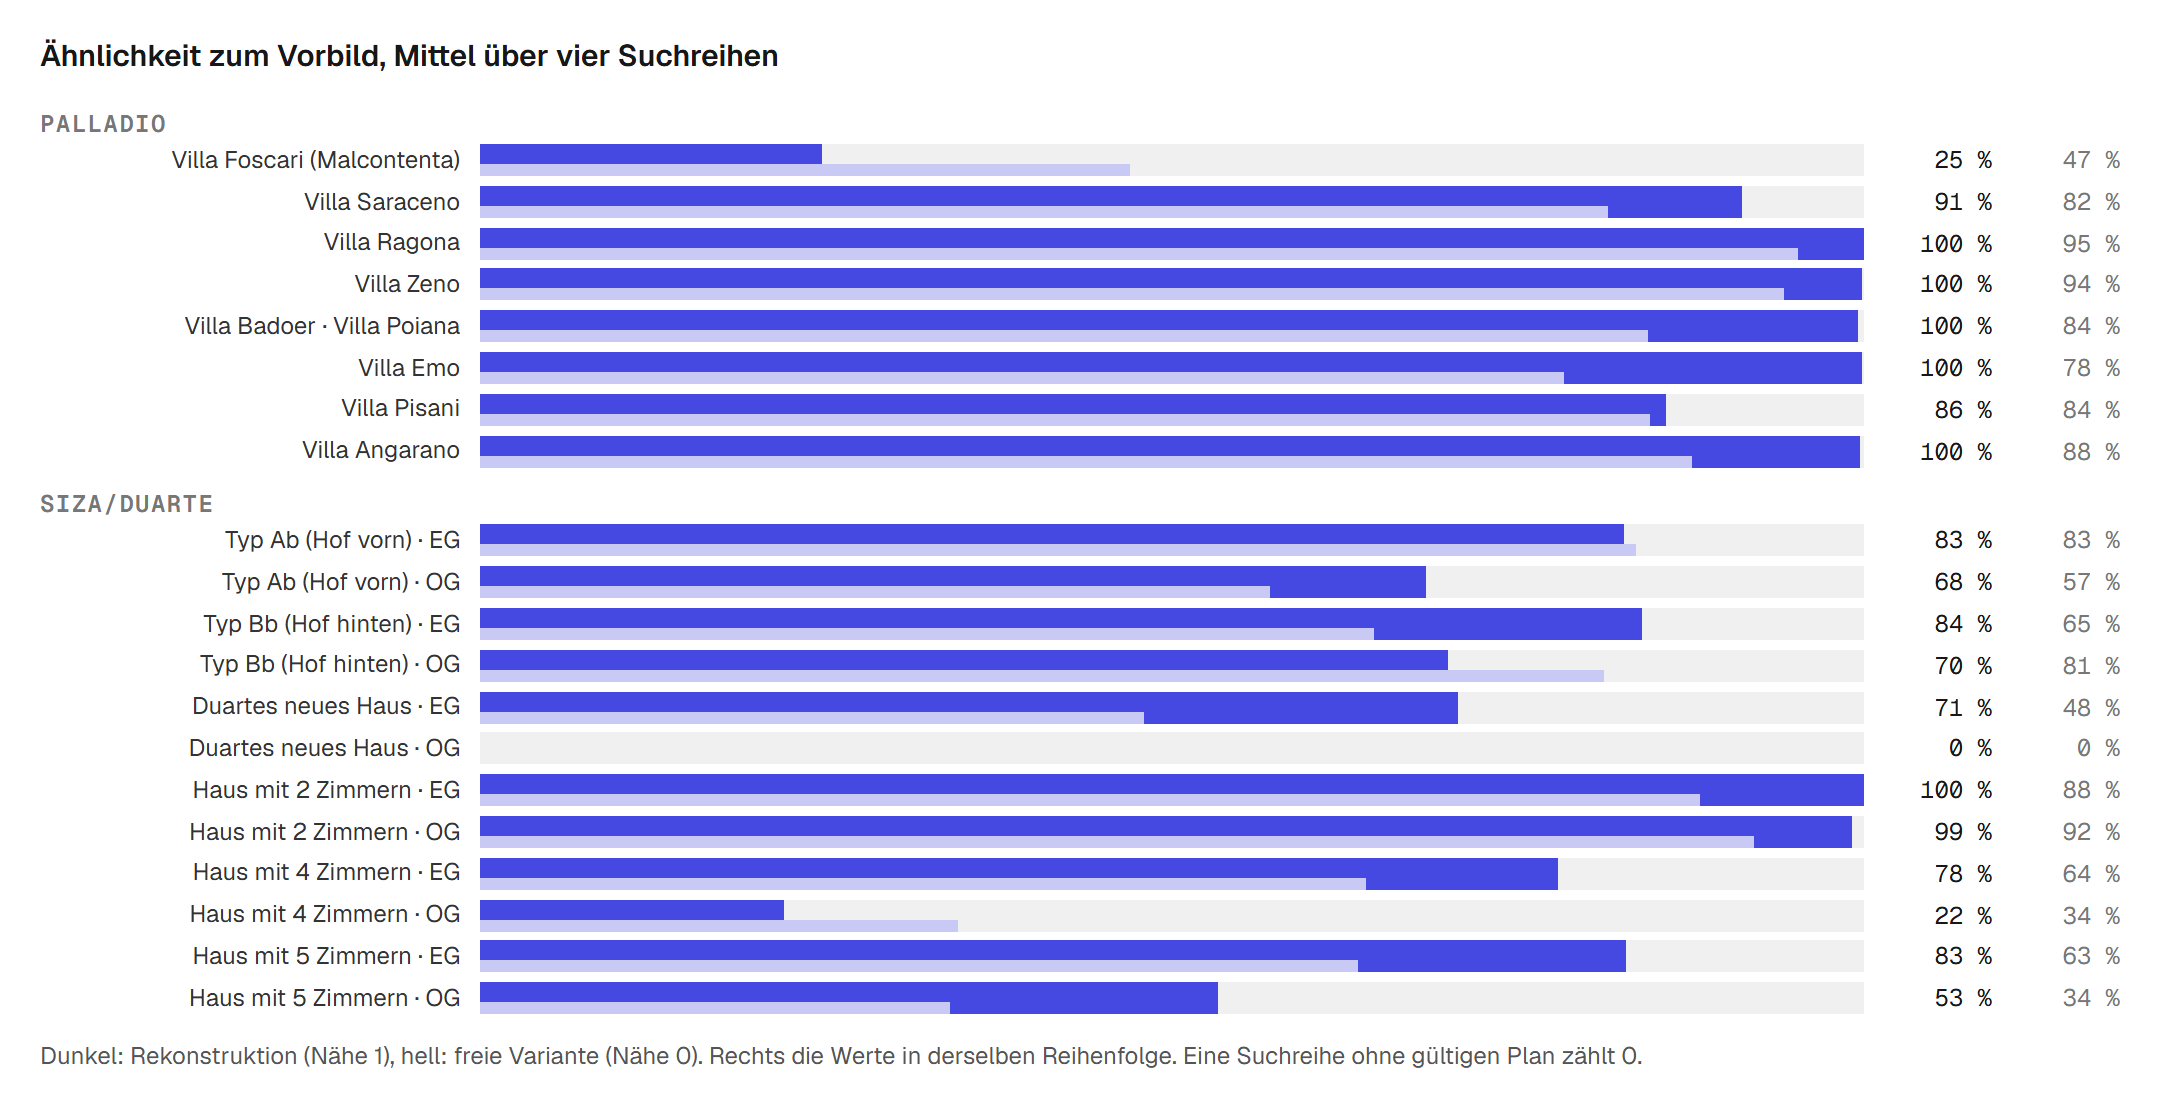 Ähnlichkeit zum Vorbild, Mittel über vier Suchreihen
PALLADIO
Villa Foscari (Malcontenta) 25 % 47 %
Villa Saraceno 91 % 82 %
Villa Ragona 100 % 95 %
Villa Zeno 100 % 94 %
Villa Badoer · Villa Poiana 100 % 84 %
Villa Emo 100 % 78 %
Villa Pisani 86 % 84 %
Villa Angarano 100 % 88 %
SIZA/DUARTE
Typ Ab (Hof vorn) · EG 83 % 83 %
Typ Ab (Hof vorn) · OG 68 % 57 %
Typ Bb (Hof hinten) · EG 84 % 65 %
Typ Bb (Hof hinten) · OG 70 % 81 %
Duartes neues Haus · EG 71 % 48 %
Duartes neues Haus · OG 0 % 0 %
Haus mit 2 Zimmern · EG 100 % 88 %
Haus mit 2 Zimmern · OG 99 % 92 %
Haus mit 4 Zimmern · EG 78 % 64 %
Haus mit 4 Zimmern · OG 22 % 34 %
Haus mit 5 Zimmern · EG 83 % 63 %
Haus mit 5 Zimmern · OG 53 % 34 %
Dunkel: Rekonstruktion (Nähe 1), hell: freie Variante (Nähe 0). Rechts die Werte in derselben Reihenfolge. Eine Suchreihe ohne gültigen Plan zählt 0.